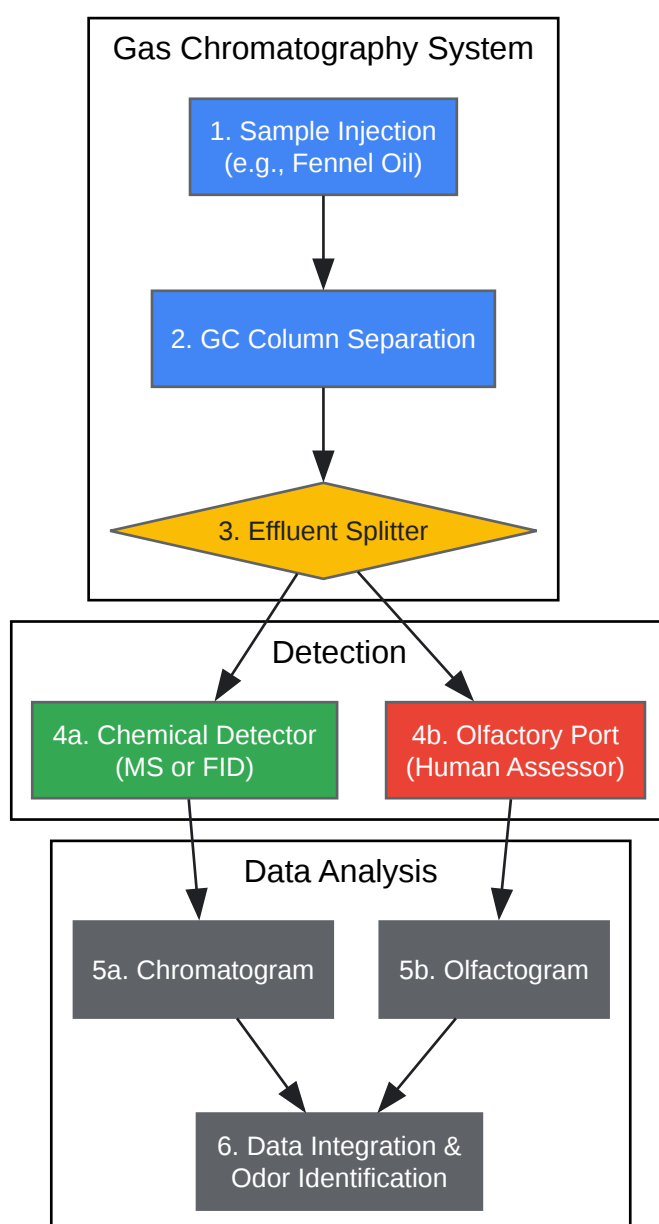 Gas Chromatography System
1. Sample Injection
(e.g., Fennel Oil)
2. GC Column Separation
3. Effluent Splitter
Detection
4a. Chemical Detector
(MS or FID)
4b. Olfactory Port
(Human Assessor)
Data Analysis
5a. Chromatogram
5b. Olfactogram
6. Data Integration &
Odor Identification